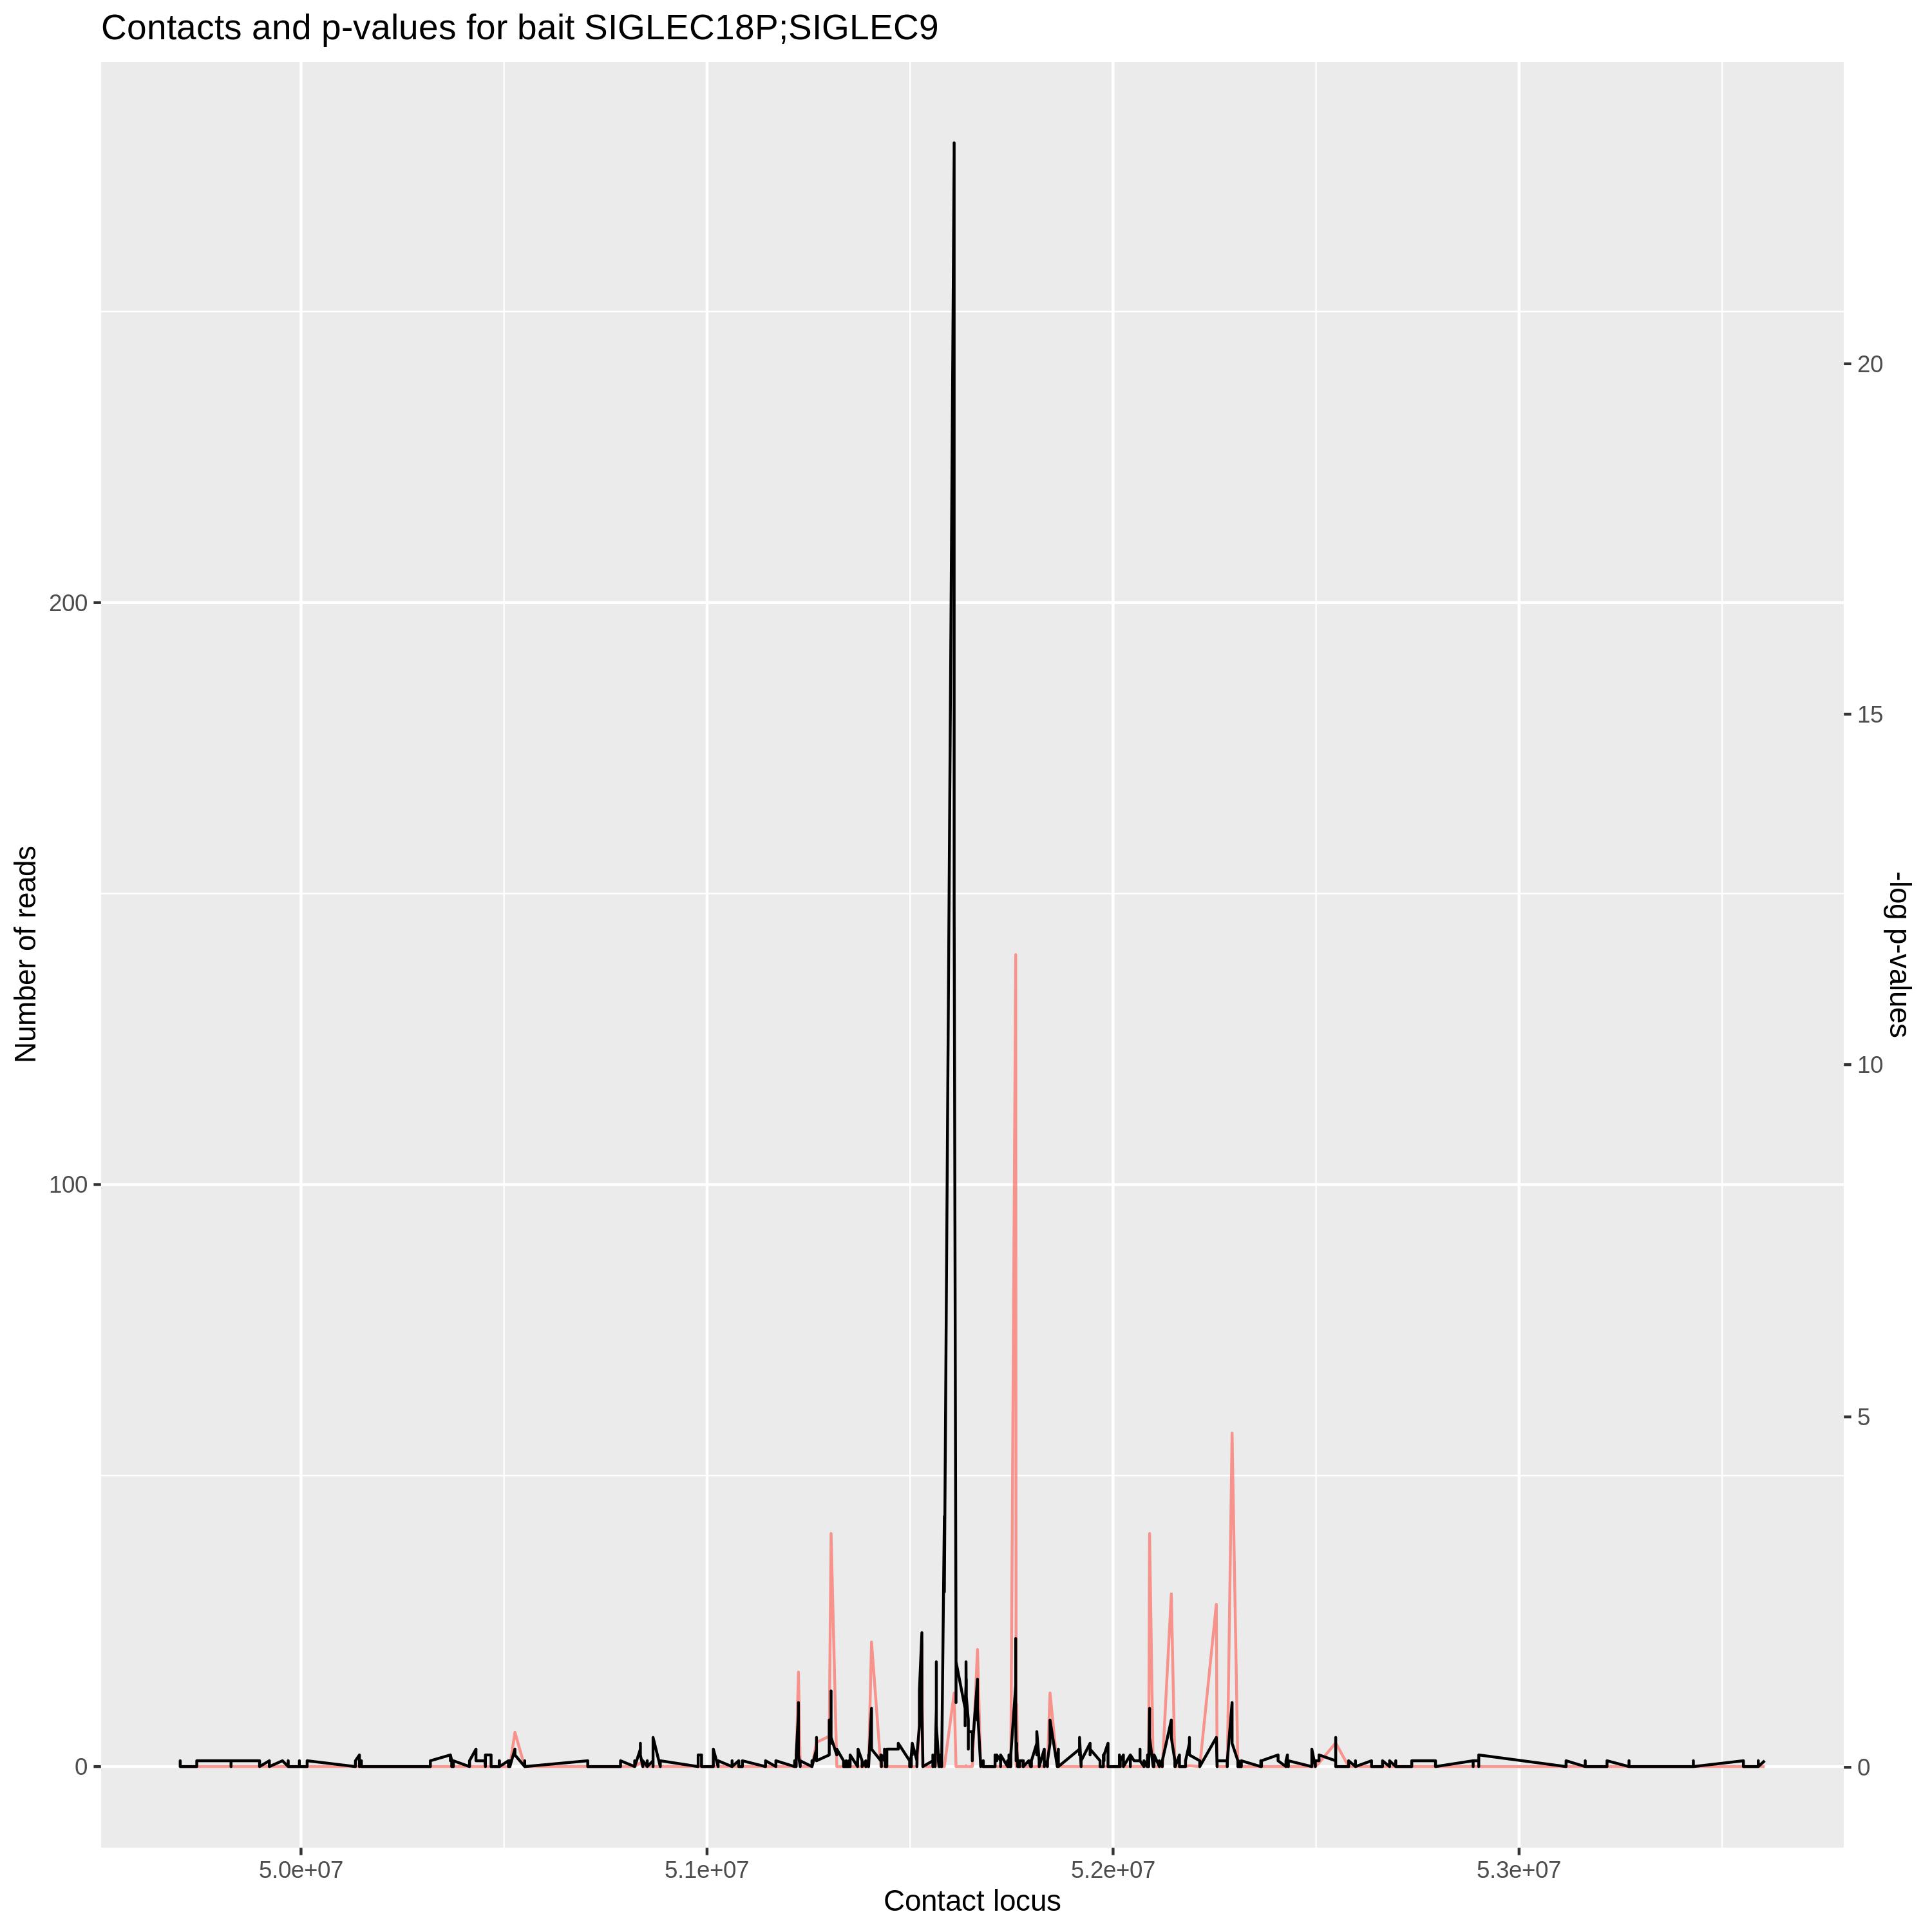 Contacts and p-values for bait SIGLEC18P;SIGLEC9
Number of reads
200
100
0
20
15
10
5
0
-log p-values
5.0e+07
5.1e+07
5.2e+07
5.3e+07
Contact locus